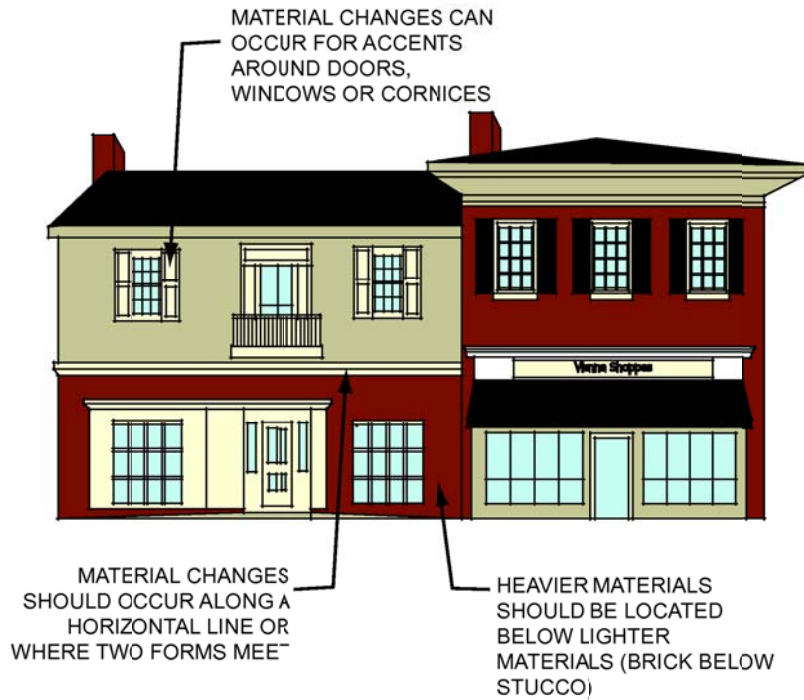 MATERIAL CHANGES CAN
OCCUR FOR ACCENTS
AROUND DOORS,
WINDOWS OR CORNICES
Vienna Shoppes
MATERIAL CHANGES
SHOULD OCCUR ALONG A
HORIZONTAL LINE OR
WHERE TWO FORMS MEET
HEAVIER MATERIALS
SHOULD BE LOCATED
BELOW LIGHTER
MATERIALS (BRICK BELOW
STUCCO)